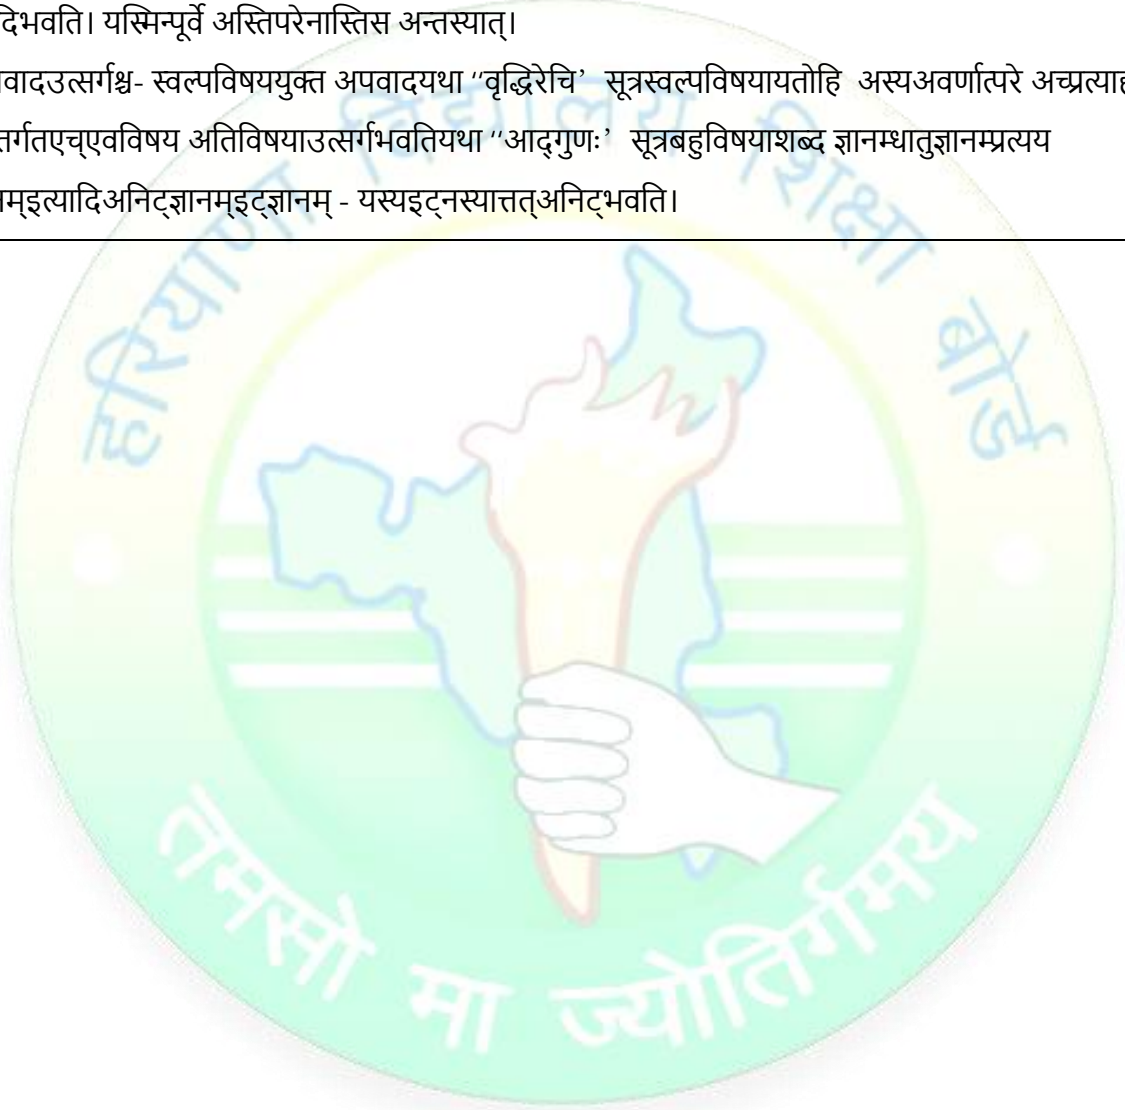 दिभवति। यस्मिन्पूर्वे अस्तिपरेनास्तिस अन्तस्यात्।
वादउत्सर्गश्च- स्वल्पविषययुक्त अपवादयथा ‘‘वृद्धिरेचि’ सूत्रस्वल्पविषयायतोहि अस्यअवर्णात्परे अच्प्रत्याह
र्गतएच्एवविषय अतिविषयाउत्सर्गभवतियथा ‘‘आद्गुणः’ सूत्रबहुविषयाशब्द ज्ञानम्धातुज्ञानम्प्रत्यय
म्इत्यादिअनिट्ज्ञानम्इट्ज्ञानम् - यस्यइट्नस्यात्तत्अनिट्भवति।
हरियाणा विद्यालय शिक्षा बोर्ड
तमसो मा ज्योतिर्गमय